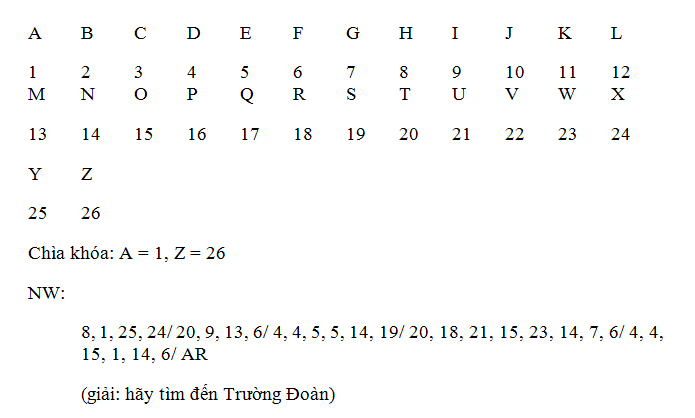 A B C D E F G H I J K L
1 2 3 4 5 6 7 8 9 10 11 12
M N O P Q R S T U V W X
13 14 15 16 17 18 19 20 21 22 23 24
Y Z
25 26
Chìa khóa: A = 1, Z = 26
NW:
8, 1, 25, 24/ 20, 9, 13, 6/ 4, 4, 5, 5, 14, 19/ 20, 18, 21, 15, 23, 14, 7, 6/ 4, 4,
15, 1, 14, 6/ AR
(giải: hãy tìm đến Trường Đoàn)